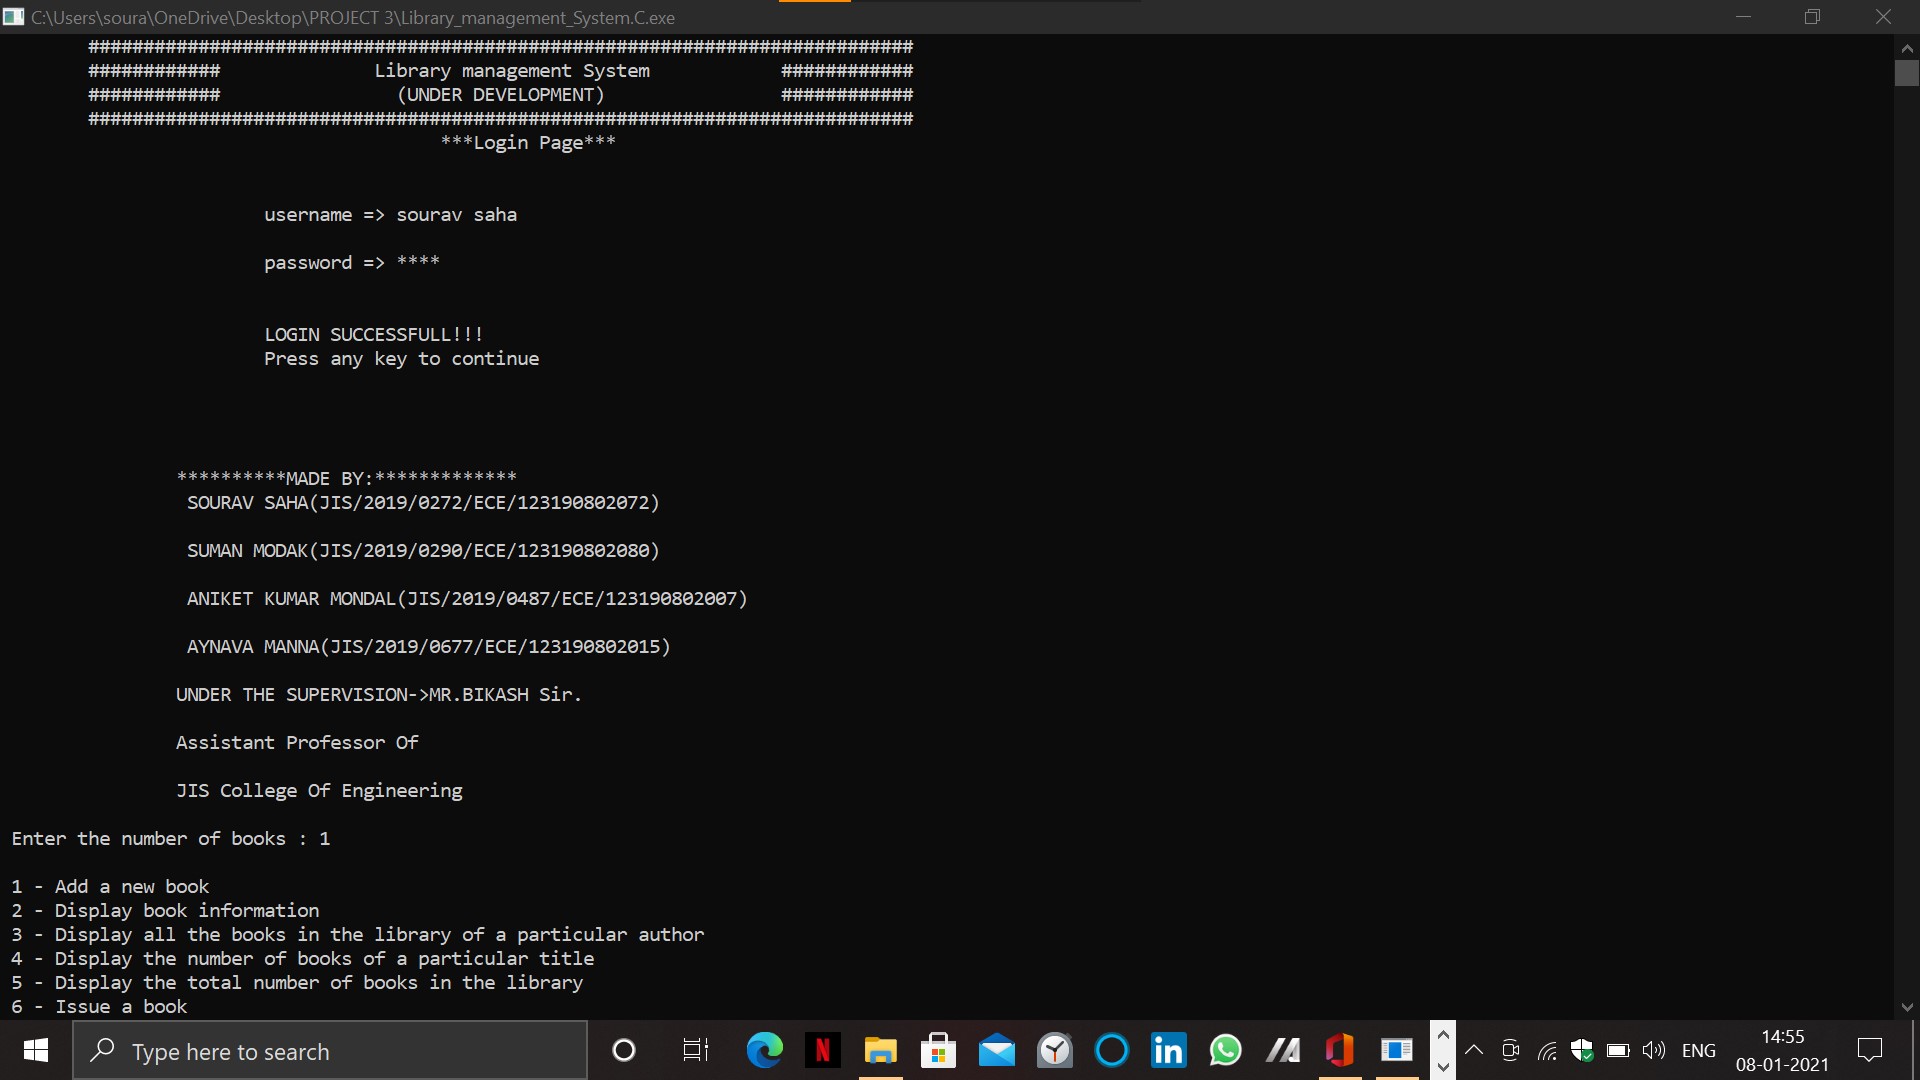 C:\Users\soura\OneDrive\Desktop\PROJECT 3\Library_management_System.C.exe
###########################################################################
############ Library management System ############
############ (UNDER DEVELOPMENT) ############
###########################################################################
***Login Page***
username => sourav saha
password => ****
LOGIN SUCCESSFULL!!!
Press any key to continue
**********MADE BY:*************
SOURAV SAHA(JIS/2019/0272/ECE/123190802072)
SUMAN MODAK(JIS/2019/0290/ECE/123190802080)
ANIKET KUMAR MONDAL(JIS/2019/0487/ECE/123190802007)
AYNAVA MANNA(JIS/2019/0677/ECE/123190802015)
UNDER THE SUPERVISION->MR.BIKASH Sir.
Assistant Professor Of
JIS College Of Engineering
Enter the number of books : 1
1 - Add a new book
2 - Display book information
3 - Display all the books in the library of a particular author
4 - Display the number of books of a particular title
5 - Display the total number of books in the library
6 - Issue a book
Type here to search
N
in
ENG
14:55
08-01-2021